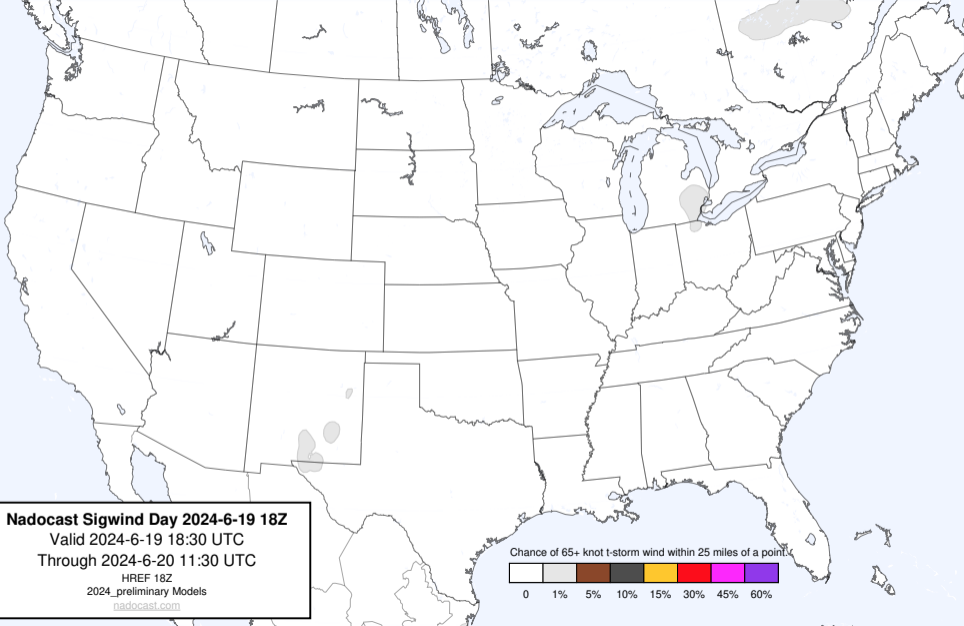 Nadocast Sigwind Day 2024-6-19 18Z
Valid 2024-6-19 18:30 UTC
Through 2024-6-20 11:30 UTC
HREF 18Z
2024_preliminary Models
nadocast.com
Chance of 65+ knot t-storm wind within 25 miles of a point.
0 1% 5% 10% 15% 30% 45% 60%